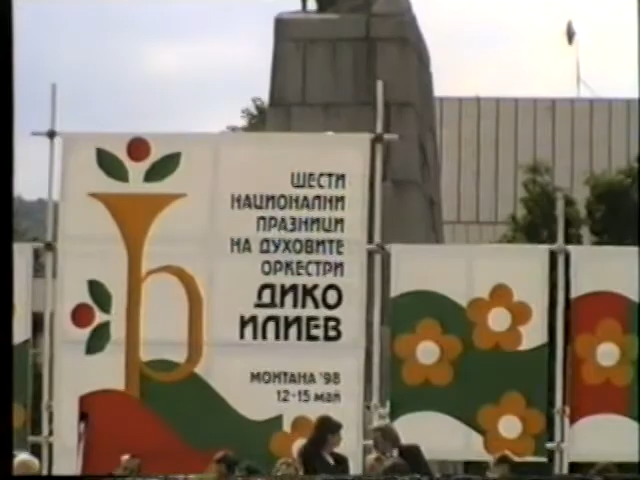 ШЕСТИ
НАЦИОНАЛНИ
ПРАЗНИЦИ
НА ДУХОВИТЕ
ОРКЕСТРИ
ДИКО
ИЛИЕВ
МОНТАНА '98
12-15 май